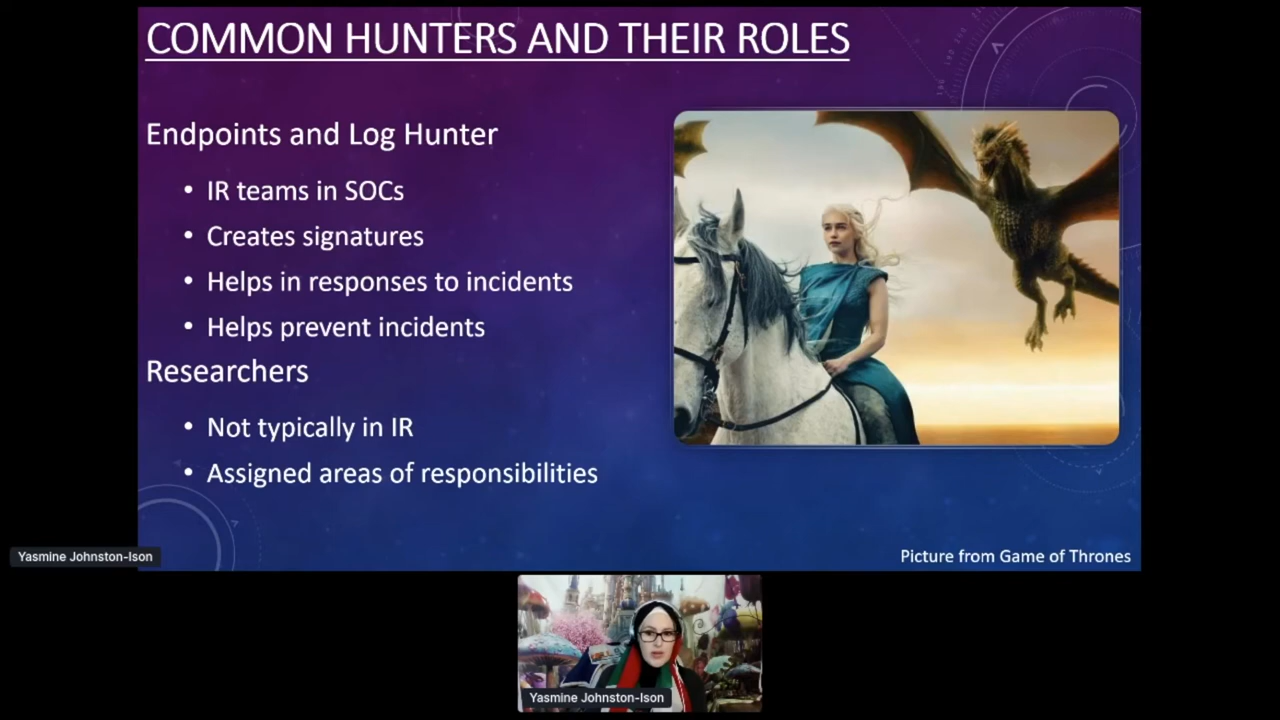 COMMON HUNTERS AND THEIR ROLES
Endpoints and Log Hunter
• IR teams in SOCs
• Creates signatures
• Helps in responses to incidents
• Helps prevent incidents
Researchers
• Not typically in IR
• Assigned areas of responsibilities
Picture from Game of Thrones
Yasmine Johnston-Ison
Yasmine Johnston-Ison